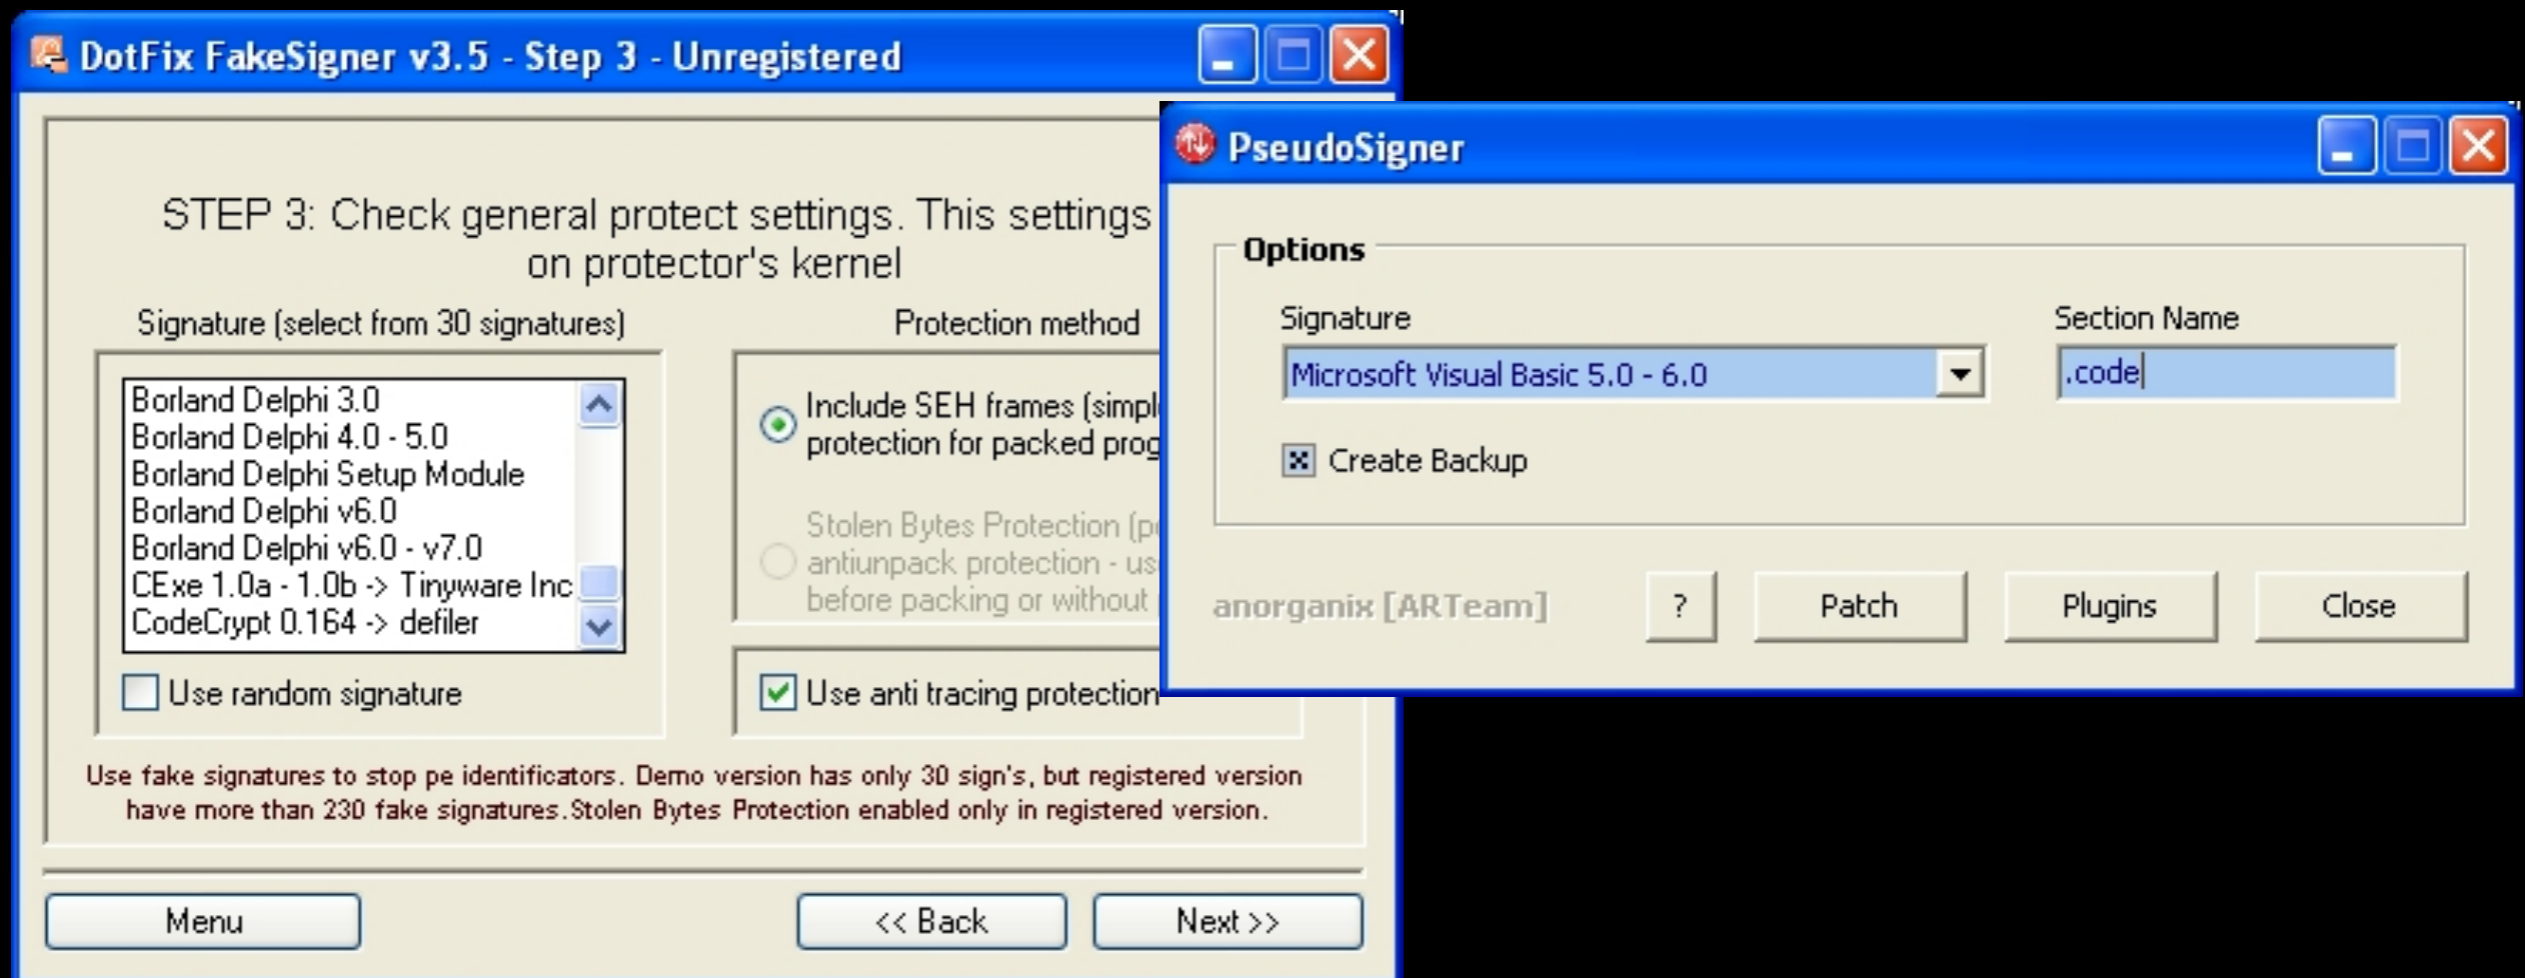 DotFix FakeSigner v3.5 - Step 3 - Unregistered
STEP 3: Check general protect settings. This settings
on protector's kernel
Signature (select from 30 signatures)
Borland Delphi 3.0
Borland Delphi 4.0 - 5.0
Borland Delphi Setup Module
Borland Delphi v6.0
Borland Delphi v6.0 - v7.0
CExe 1.0a - 1.0b -> Tinyware Inc
CodeCrypt 0.164 -> defiler
Use random signature
Protection method
Include SEH frames
protection for packed
Stolen Bytes Protection
antiunpack protection -
before packing or without
Use anti tracing protection
Use fake signatures to stop pe identificators. Demo version has only 30 sign's, but registered version
have more than 230 fake signatures.Stolen Bytes Protection enabled only in registered version.
Menu
<< Back
Next >>
PseudoSigner
Options
Signature
Microsoft Visual Basic 5.0 - 6.0
Section Name
.code
Create Backup
anorganix [ARTeam]
?
Patch
Plugins
Close